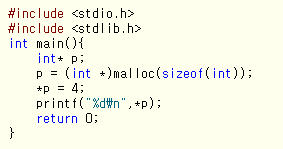 #include <stdio.h>
#include <stdlib.h>
int main(){
    int* p;
    p = (int *)malloc(sizeof(int));
    *p = 4;
    printf("%d₩n",*p);
    return 0;
}